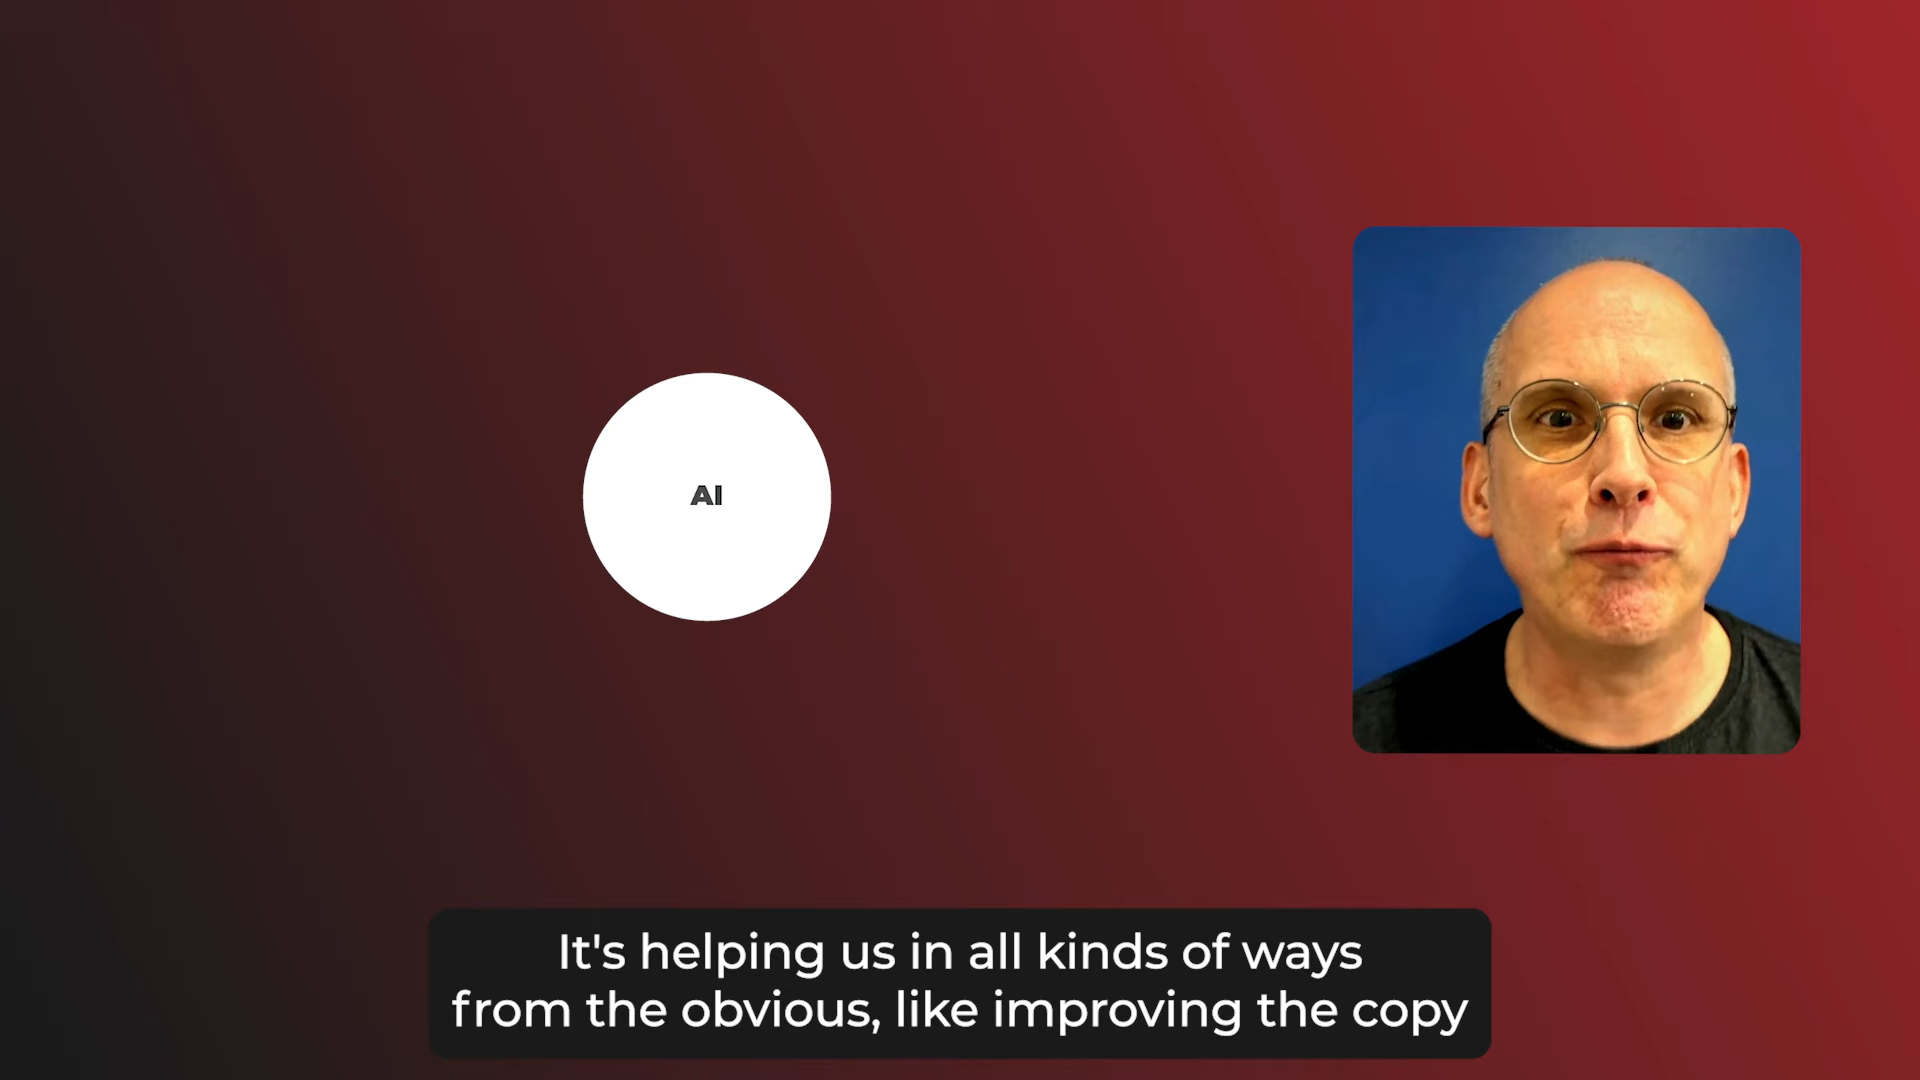 AI
It's helping us in all kinds of ways
from the obvious, like improving the copy